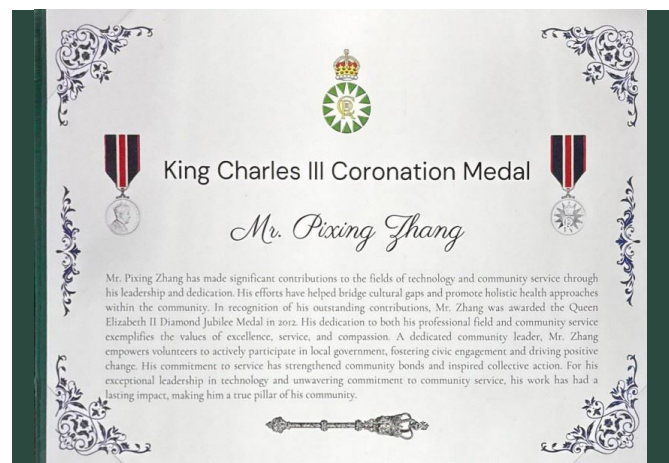 King Charles III Coronation Medal
Mr. Pixing Zhang
Mr. Pixing Zhang has made significant contributions to the fields of technology and community service through
his leadership and dedication. His efforts have helped bridge cultural gaps and promote holistic health approaches
within the community. In recognition of his outstanding contributions, Mr. Zhang was awarded the Queen
Elizabeth II Diamond Jubilee Medal in 2012. His dedication to both his professional field and community service
exemplifies the values of excellence, service, and compassion. A dedicated community leader, Mr. Zhang
empowers volunteers to actively participate in local government, fostering civic engagement and driving positive
change. His commitment to service has strengthened community bonds and inspired collective action. For his
exceptional leadership in technology and unwavering commitment to community service, his work has had a
lasting impact, making him a true pillar of his community.